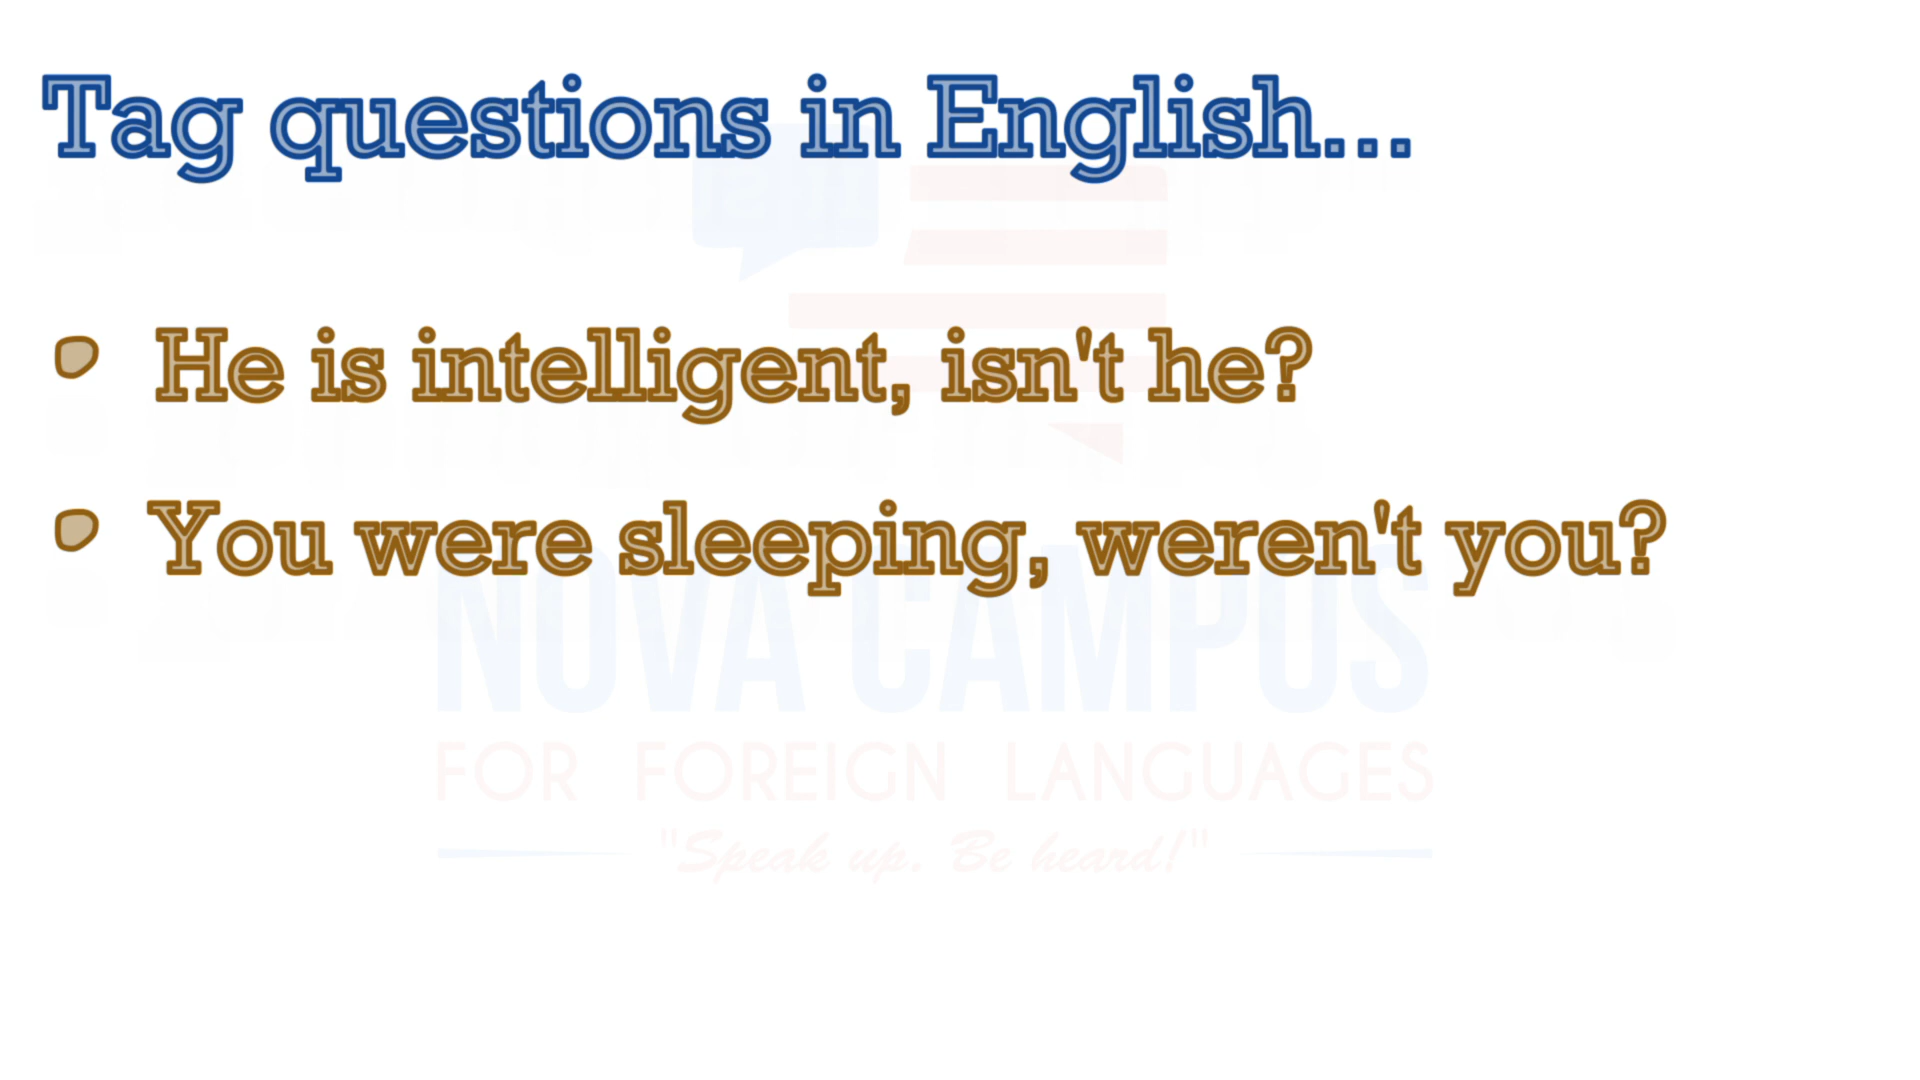 Tag questions in English...
• He is intelligent, isn't he?
• You were sleeping, weren't you?
NOVA CAMPUS
FOR FOREIGN LANGUAGES
"Speak up. Be heard!"